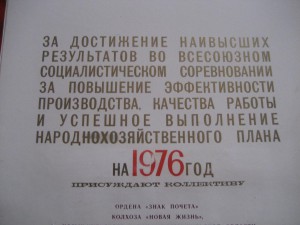 ЗА ДОСТИЖЕНИЕ НАИВЫСШИХ
РЕЗУЛЬТАТОВ ВО ВСЕСОЮЗНОМ
СОЦИАЛИСТИЧЕСКОМ СОРЕВНОВАНИИ
ЗА ПОВЫШЕНИЕ ЭФФЕКТИВНОСТИ
ПРОИЗВОДСТВА, КАЧЕСТВА РАБОТЫ
И УСПЕШНОЕ ВЫПОЛНЕНИЕ
НАРОДНОХОЗЯЙСТВЕННОГО ПЛАНА
НА 1976 ГОД
ПРИСУЖДАЮТ КОЛЛЕКТИВУ
ОРДЕНА «ЗНАК ПОЧЕТА»
КОЛХОЗА «НОВАЯ ЖИЗНЬ»,